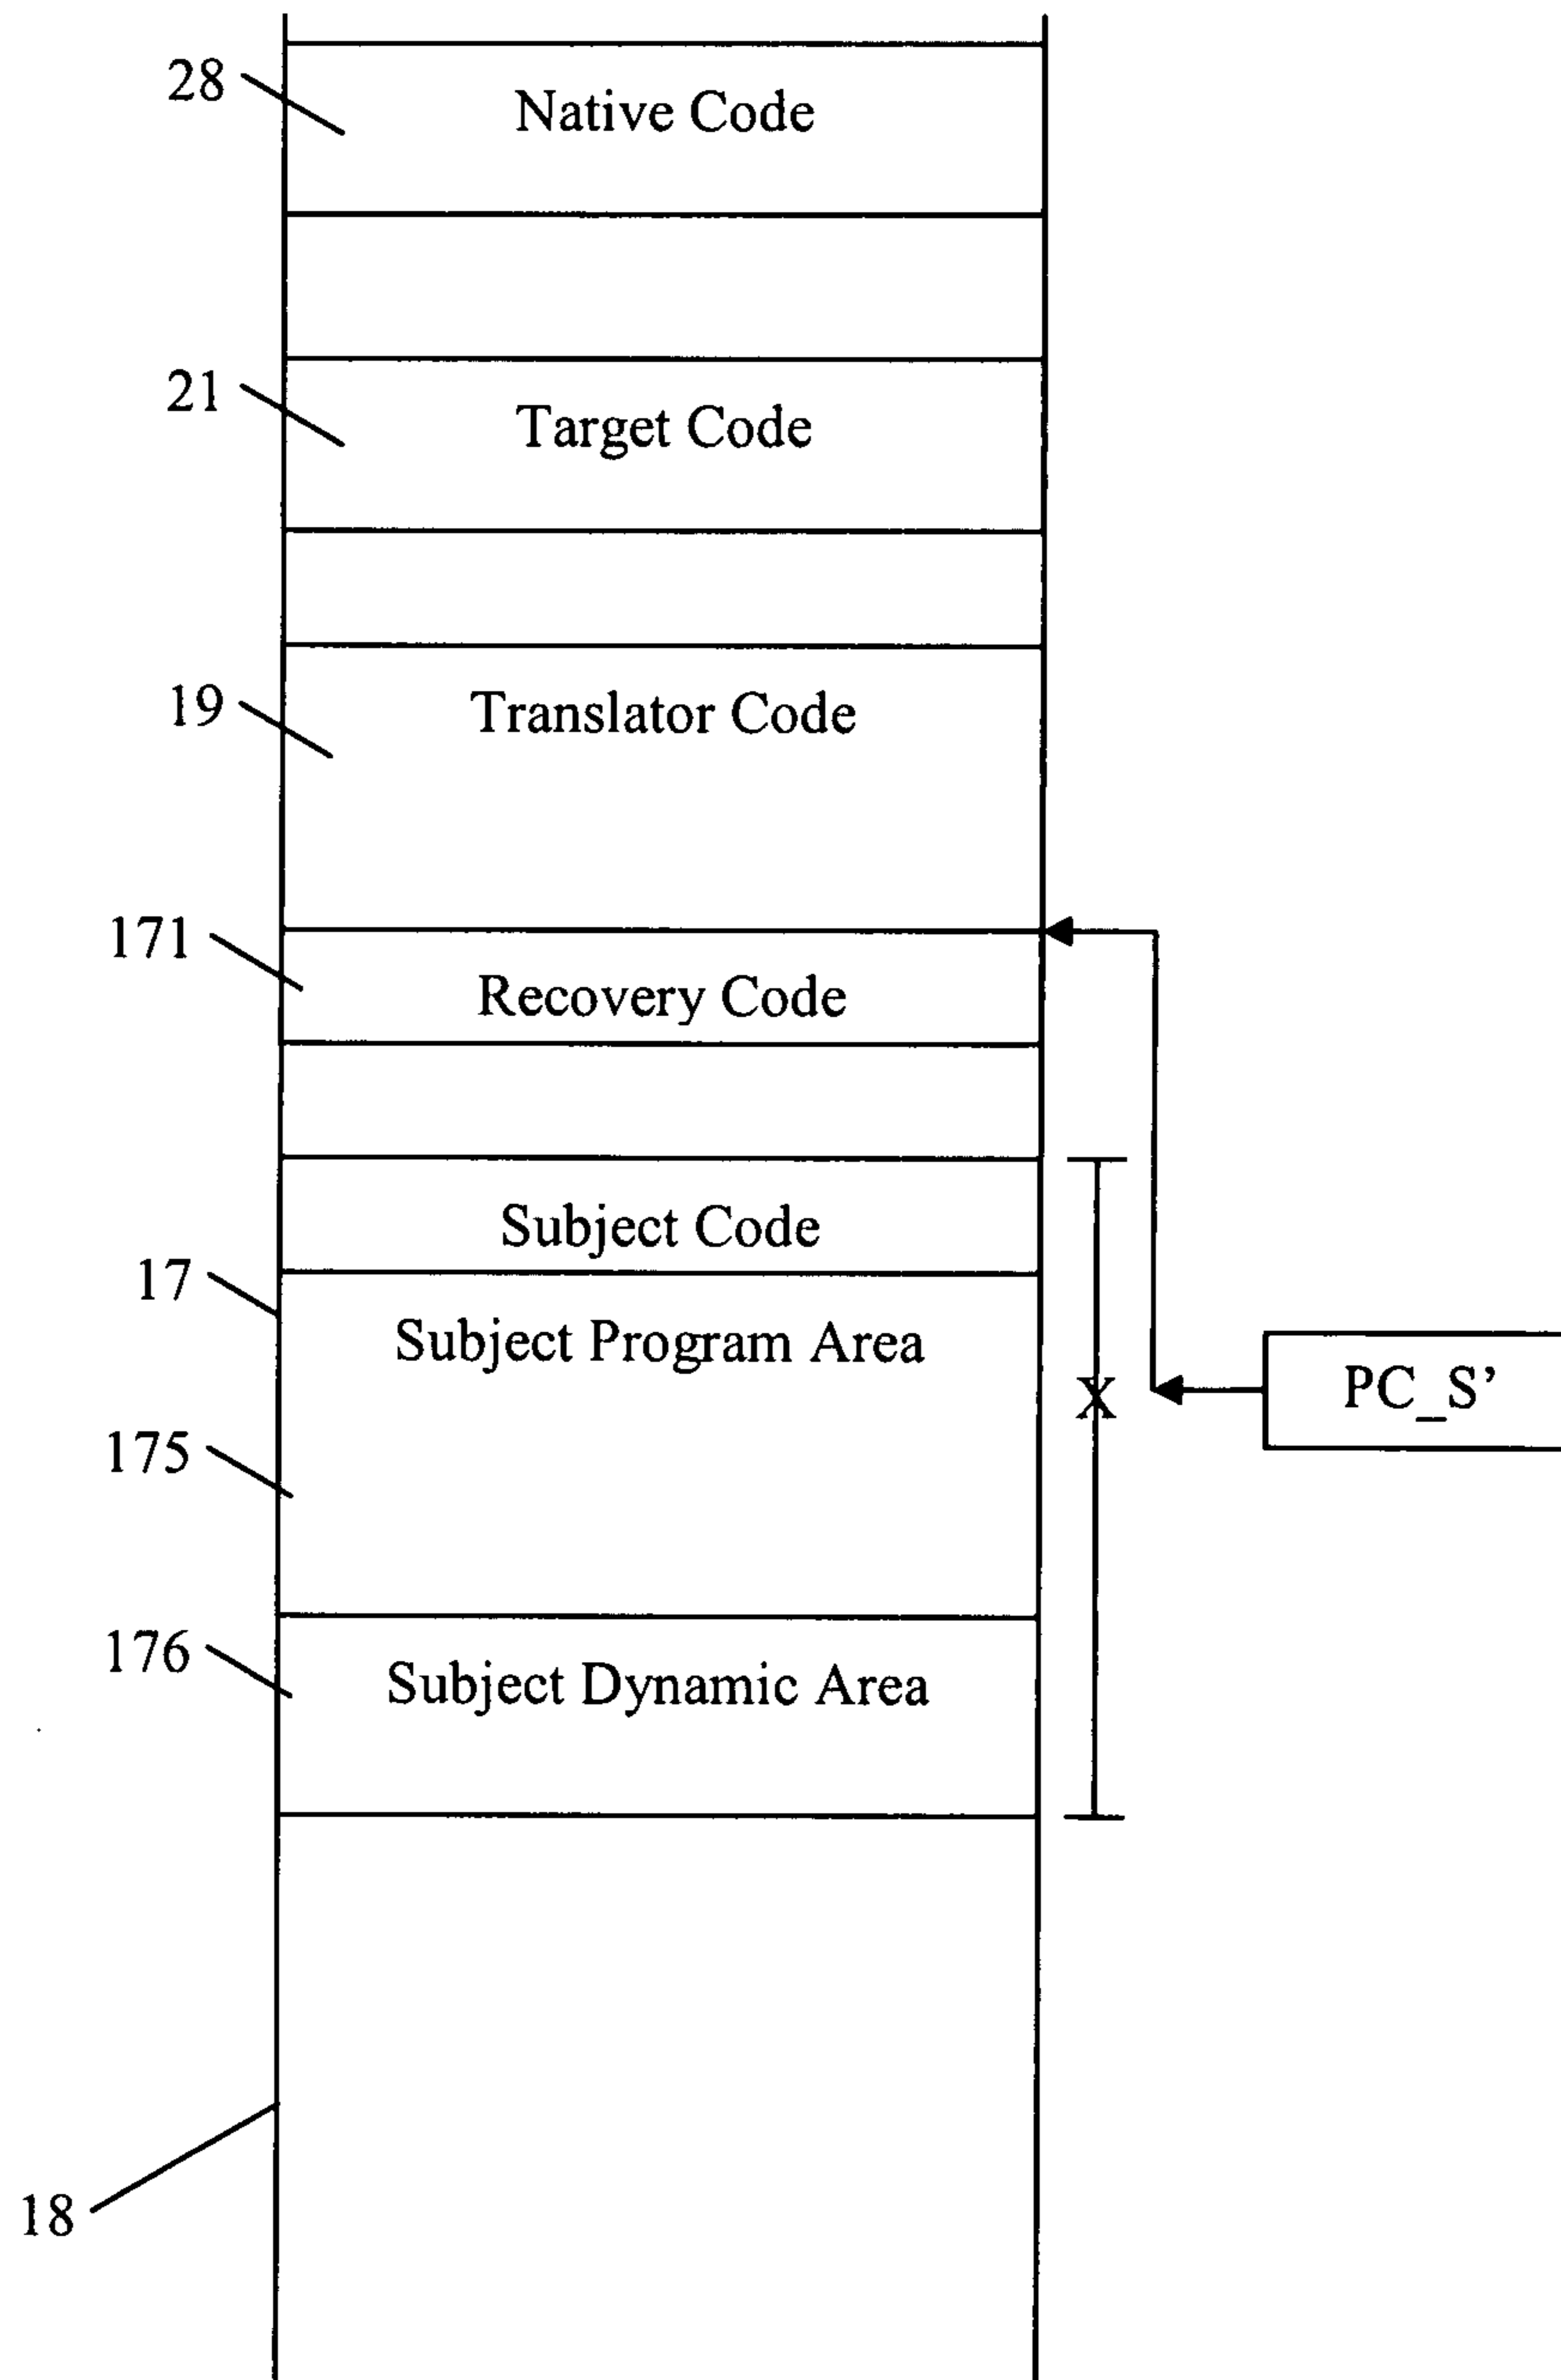 28
Native Code
21
Target Code
19
Translator Code
171
Recovery Code
Subject Code
17
Subject Program Area
X
PC_S’
175
176
Subject Dynamic Area
18